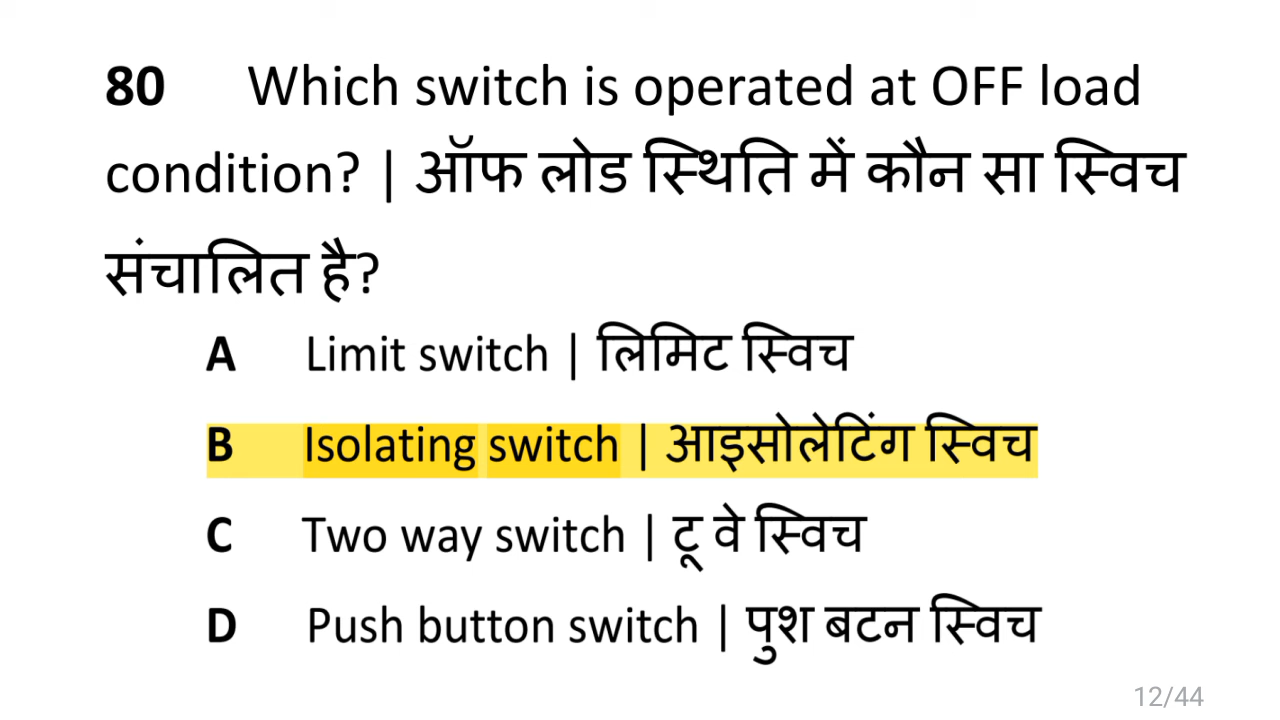 80 Which switch is operated at OFF load
condition? | ऑफ लोड स्थिति में कौन सा स्विच
संचालित है?
A Limit switch | लिमिट स्विच
B Isolating switch | आइसोलेटिंग स्विच
C Two way switch | टू वे स्विच
D Push button switch | पुश बटन स्विच
12/44